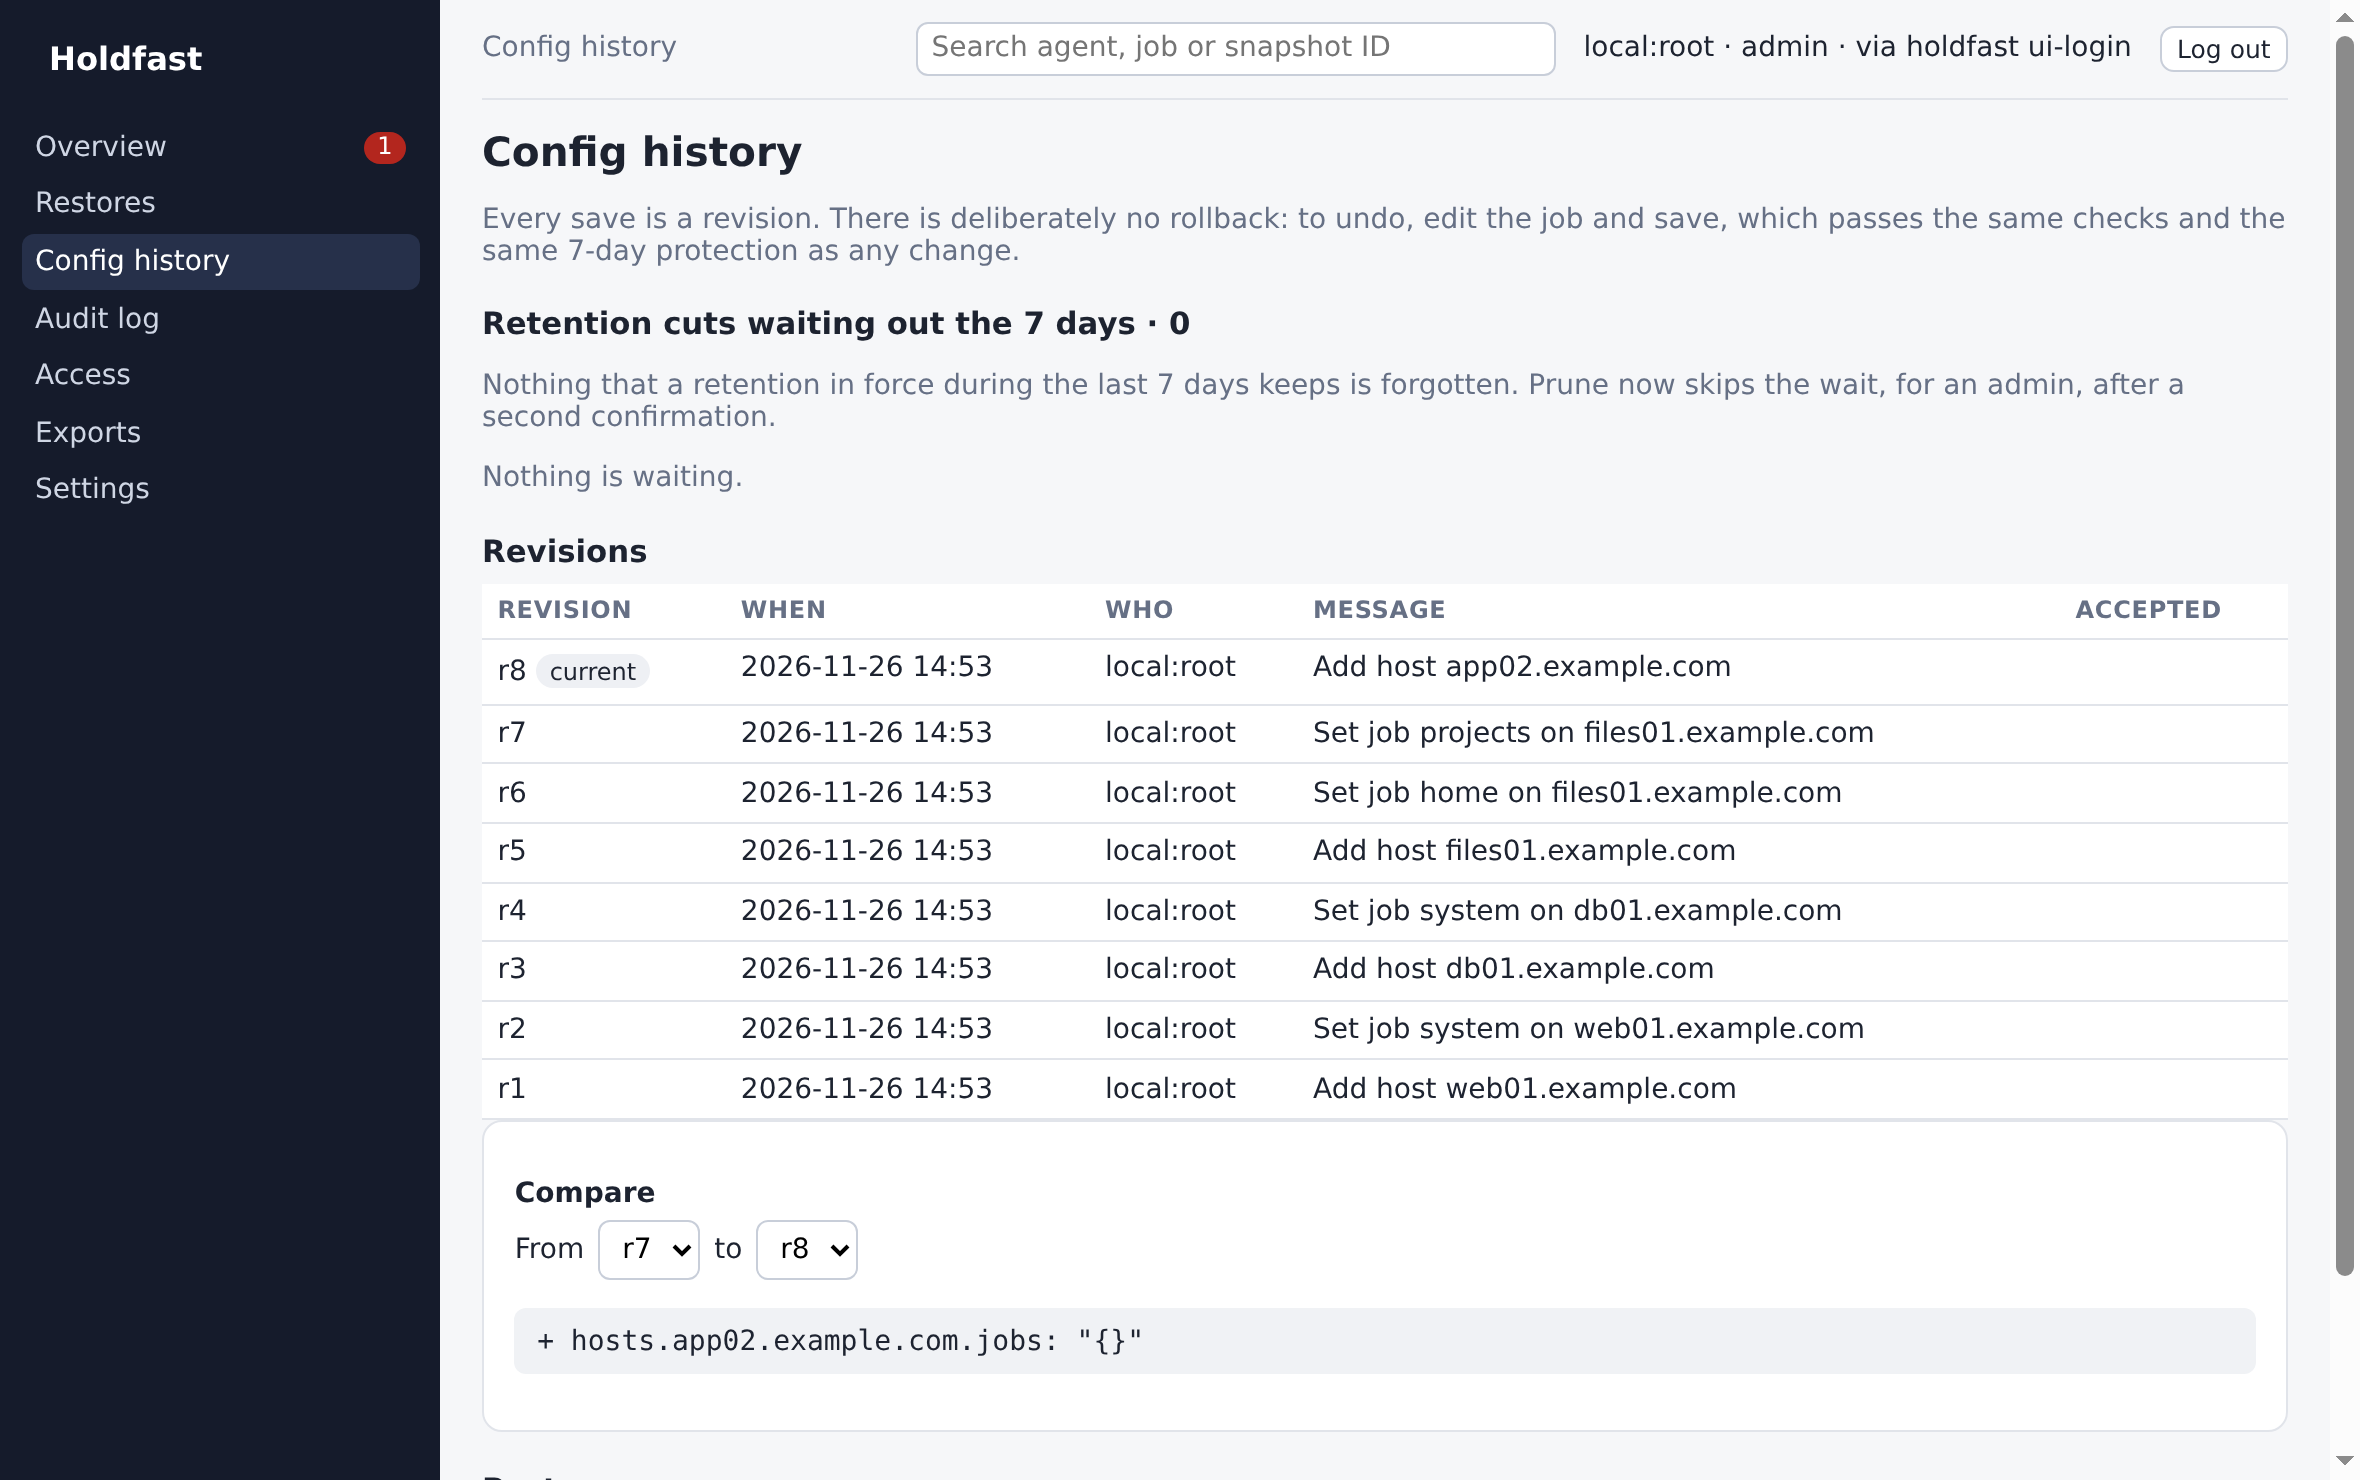 Holdfast
Overview 1
Restores
Config history
Audit log
Access
Exports
Settings
Config history
Search agent, job or snapshot ID
local:root · admin · via holdfast ui-login
Log out
Config history
Every save is a revision. There is deliberately no rollback: to undo, edit the job and save, which passes the same checks and the
same 7-day protection as any change.
Retention cuts waiting out the 7 days · 0
Nothing that a retention in force during the last 7 days keeps is forgotten. Prune now skips the wait, for an admin, after a
second confirmation.
Nothing is waiting.
Revisions
REVISION WHEN WHO MESSAGE ACCEPTED
r8 current 2026-11-26 14:53 local:root Add host app02.example.com
r7 2026-11-26 14:53 local:root Set job projects on files01.example.com
r6 2026-11-26 14:53 local:root Set job home on files01.example.com
r5 2026-11-26 14:53 local:root Add host files01.example.com
r4 2026-11-26 14:53 local:root Set job system on db01.example.com
r3 2026-11-26 14:53 local:root Add host db01.example.com
r2 2026-11-26 14:53 local:root Set job system on web01.example.com
r1 2026-11-26 14:53 local:root Add host web01.example.com
Compare
From r7 to r8
+ hosts.app02.example.com.jobs: "{}"